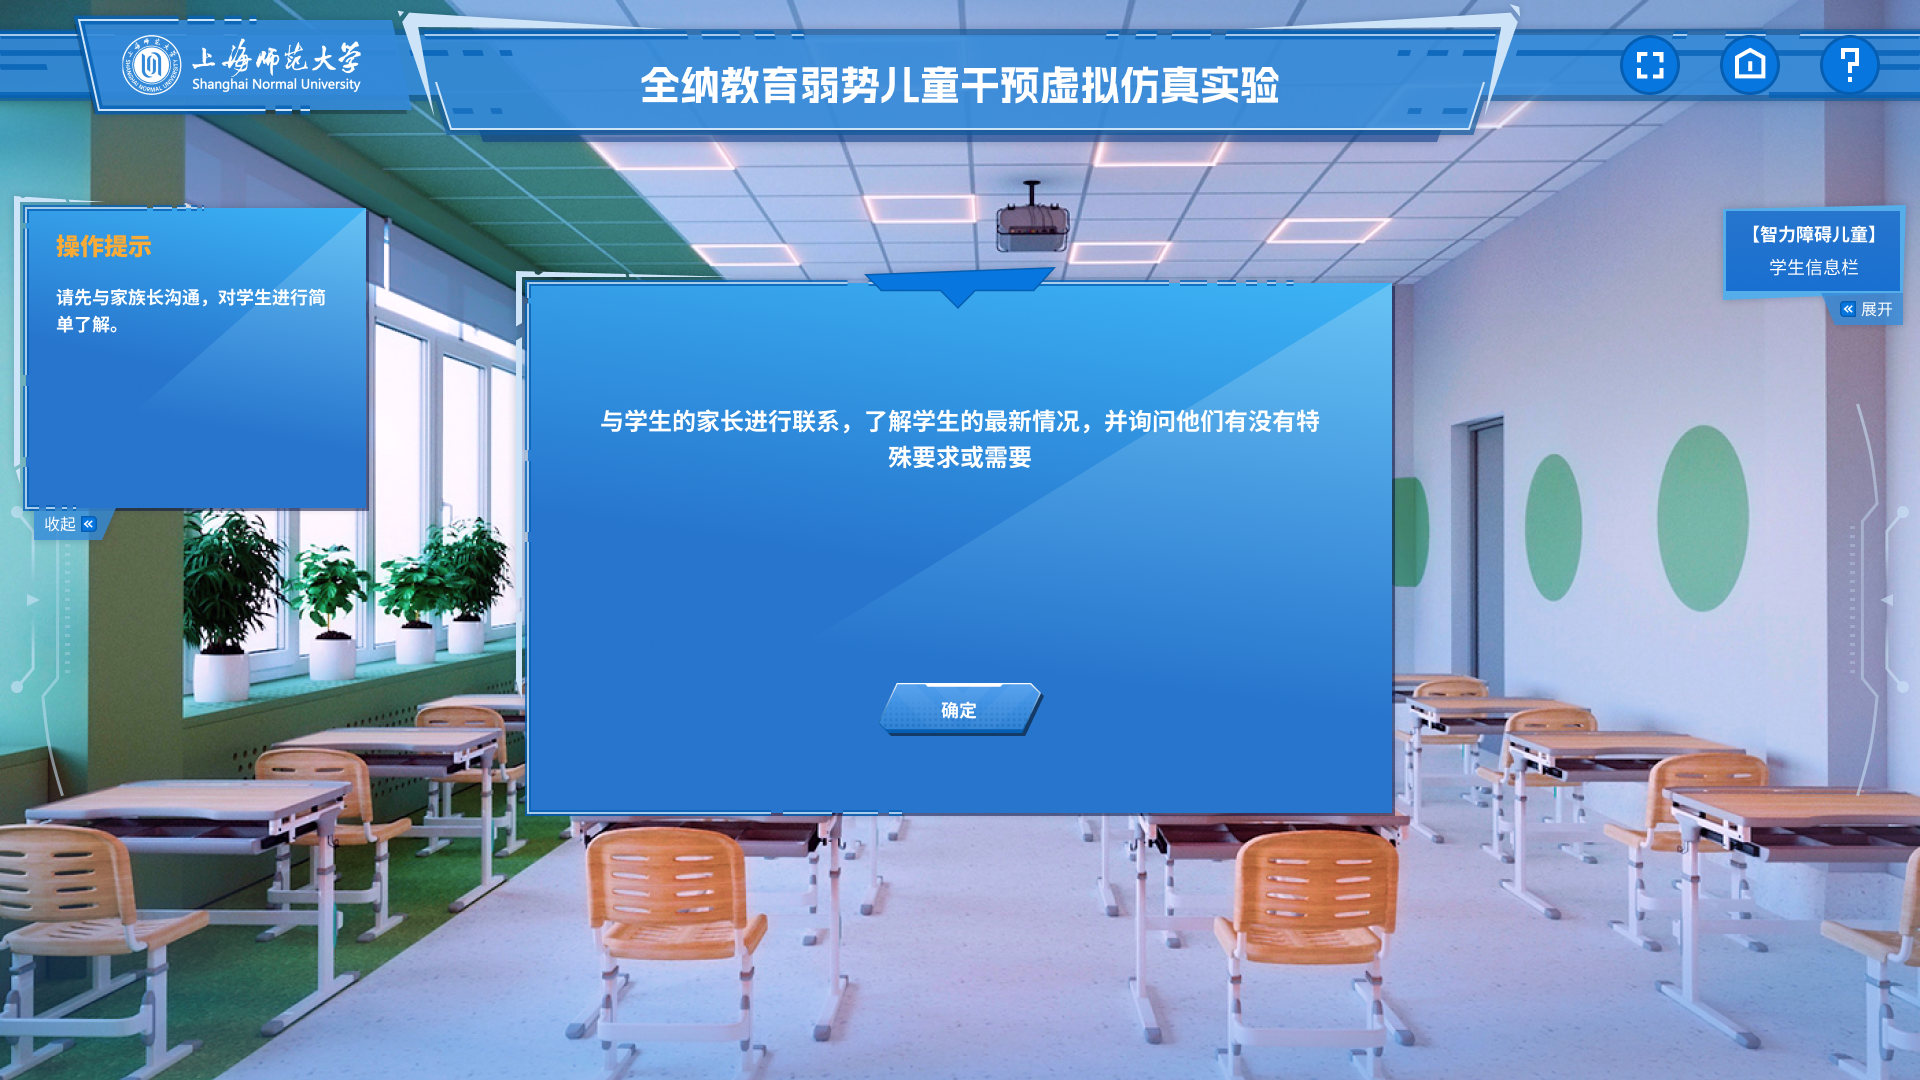 上海师范大学
Shanghai Normal University
全纳教育弱势儿童干预虚拟仿真实验
操作提示
请先与家族长沟通，对学生进行简
单了解。
收起
【智力障碍儿童】
学生信息栏
展开
与学生的家长进行联系，了解学生的最新情况，并询问他们有没有特
殊要求或需要
确定